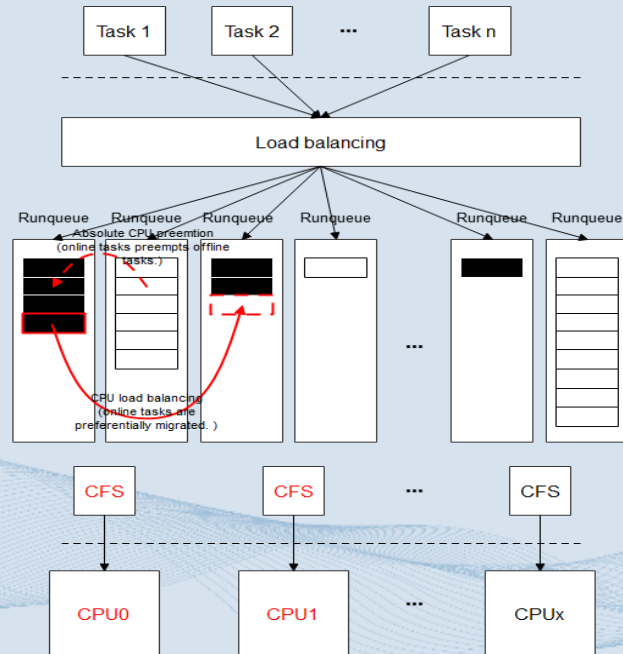 Task 1
Task 2
...
Task n
Load balancing
Runqueue
Runqueue
Runqueue
Runqueue
Runqueue
Runqueue
Absolute CPU preemtion
(online tasks preempts offline
tasks.)
...
CPU load balancing
(online tasks are
preferentially migrated. )
CFS
CFS
...
CFS
CPU0
CPU1
...
CPUx